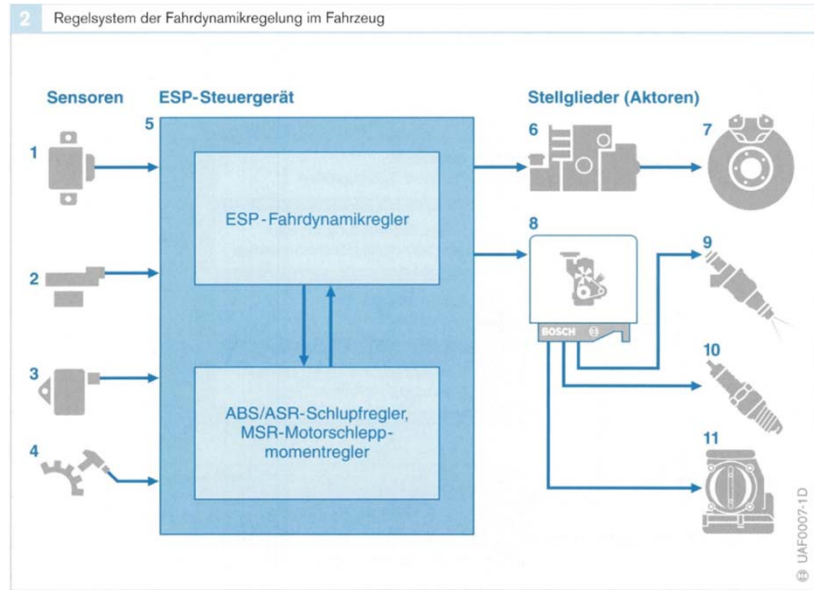 2 Regelsystem der Fahrdynamikregelung im Fahrzeug
Sensoren
ESP-Steuergerät
Stellglieder (Aktoren)
5
6
7
1
ESP-Fahrdynamikregler
8
9
2
BOSCH
10
3
ABS/ASR-Schlupfregler,
MSR-Motorschlepp-
momentregler
4
11
UAF0007-1D